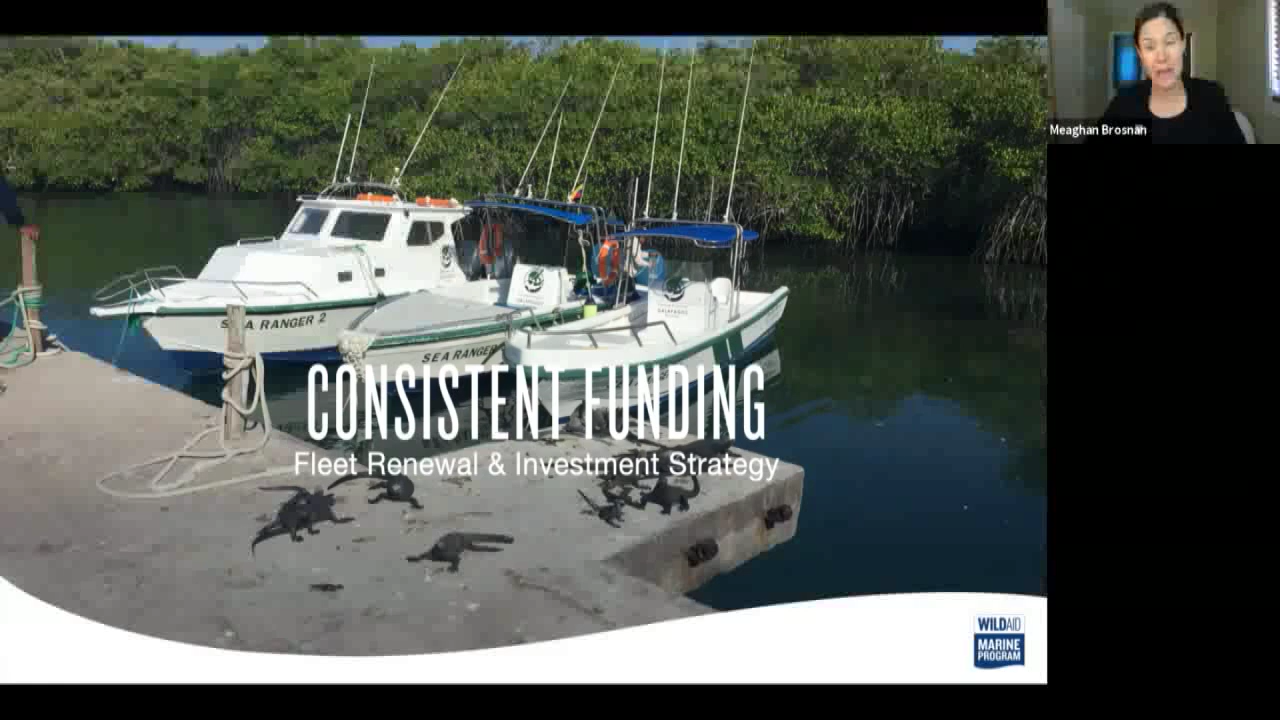 Meaghan Brosnan
SEA RANGER 2
SEA RANGER
CONSISTENT FUNDING
Fleet Renewal & Investment Strategy
WILDAID
MARINE
PROGRAM